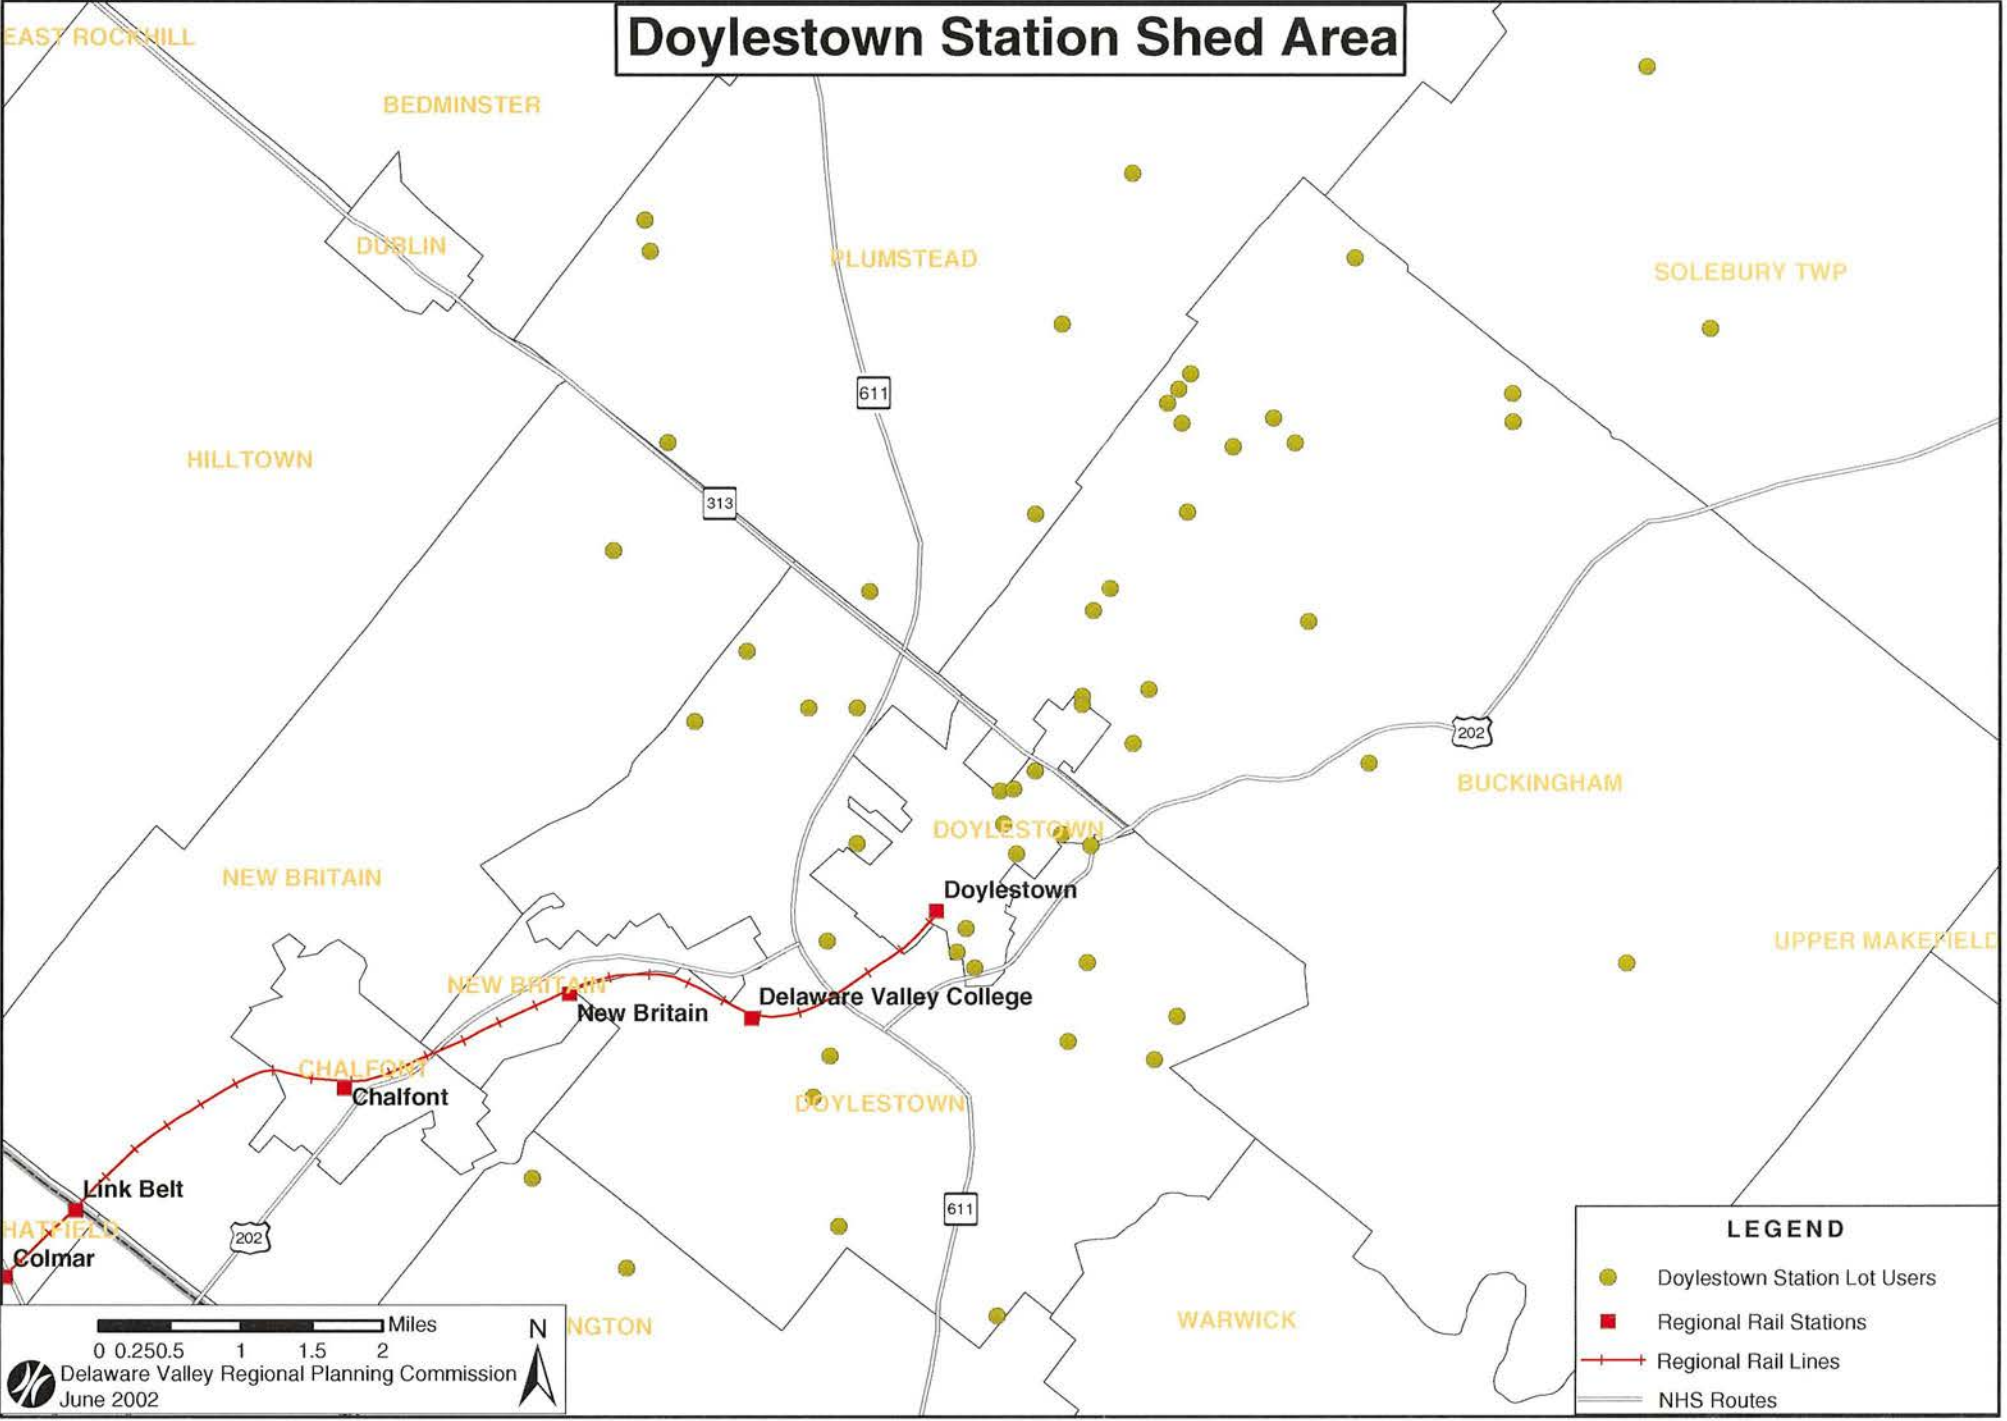 Doylestown Station Shed Area
EAST ROCKHILL
BEDMINSTER
DUBLIN
PLUMSTEAD
SOLEBURY TWP
611
HILLTOWN
313
202
BUCKINGHAM
DOYLESTOWN
NEW BRITAIN
Doylestown
UPPER MAKEFIELD
NEW BRITAIN
New Britain
Delaware Valley College
CHALFONT
Chalfont
DOYLESTOWN
Link Belt
HATFIELD
202
611
Colmar
NGTON
WARWICK
Miles
0 0.25 0.5 1 1.5 2
N
Delaware Valley Regional Planning Commission
June 2002
LEGEND
Doylestown Station Lot Users
Regional Rail Stations
Regional Rail Lines
NHS Routes